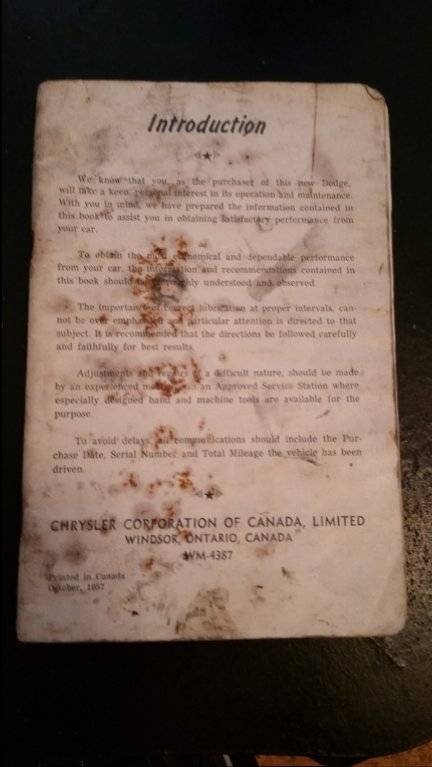 Introduction
We know that you, as the purchaser of this new Dodge,
will take a keen, personal interest in its operation and maintenance.
With you in mind, we have prepared the information contained in
this book to assist you in obtaining satisfactory performance from
your car.
To obtain the most economical and dependable performance
from your car, the information and recommendations contained in
this book should be understood and observed.
The importance of correct lubrication at proper intervals, can-
not be over emphasized and particular attention is directed to that
subject. It is recommended that the directions be followed carefully
and faithfully for best results.
Adjustments and repairs of a difficult nature, should be made
by an experienced an Approved Service Station where
especially designed hand and machine tools are available for the
purpose.
To avoid delays, all communications should include the Pur-
chase Date, Serial Number and Total Mileage the vehicle has been
driven.
CHRYSLER CORPORATION OF CANADA, LIMITED
WINDSOR, ONTARIO, CANADA
WM-4387
Printed in Canada
October, 1957